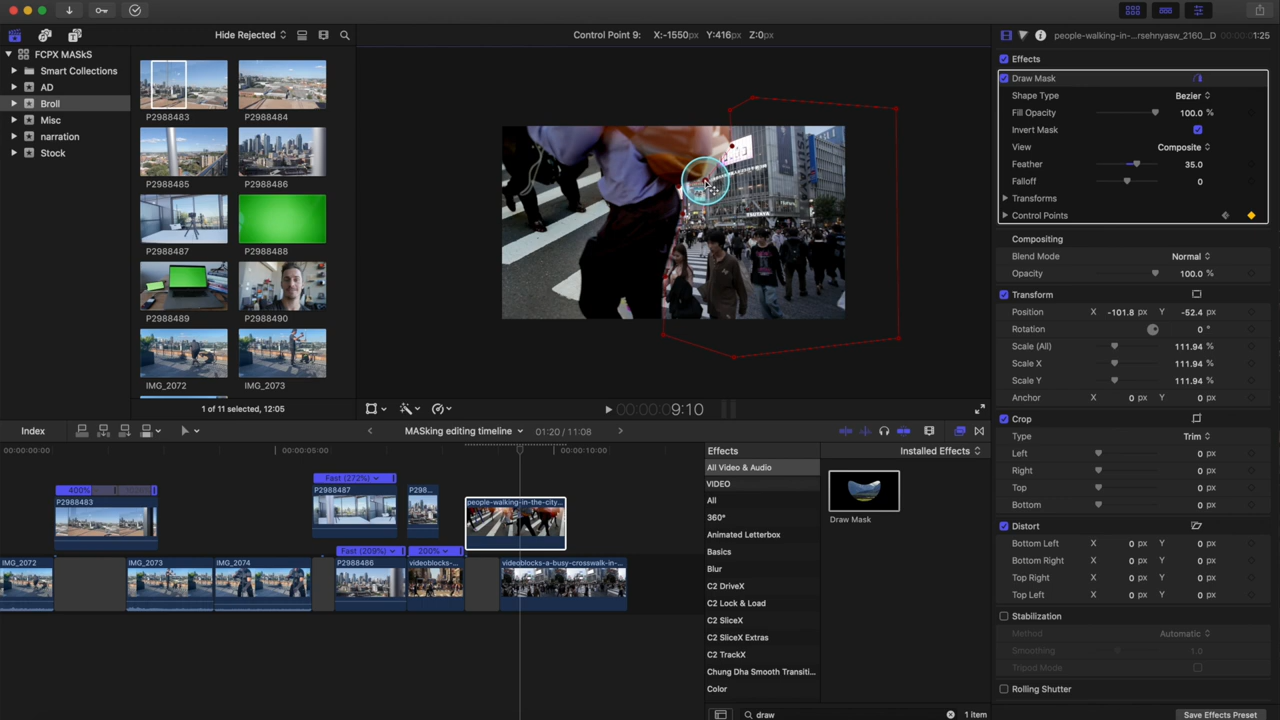 Hide Rejected
Control Point 9: X:-1550px Y:416px Z:0px
people-walking-in-...rsehnyasw_2160__D
1:25
FCPX MASkS
Smart Collections
AD
Broll
Misc
narration
Stock
P2988483
P2988484
P2988485
P2988486
P2988487
P2988488
P2988489
P2988490
IMG_2072
IMG_2073
1 of 11 selected, 12:05
TSUTAYA
00:00:00:09:10
Effects
Draw Mask
Shape Type
Bezier
Fill Opacity
100.0 %
Invert Mask
View
Composite
Feather
35.0
Falloff
0
Transforms
Control Points
Compositing
Blend Mode
Normal
Opacity
100.0 %
Transform
Position X -101.8 px Y -52.4 px
Rotation
0 °
Scale (All)
111.94 %
Scale X
111.94 %
Scale Y
111.94 %
Anchor X 0 px Y 0 px
Crop
Type
Trim
Left
0 px
Right
0 px
Top
0 px
Bottom
0 px
Distort
Bottom Left X 0 px Y 0 px
Bottom Right X 0 px Y 0 px
Top Right X 0 px Y 0 px
Top Left X 0 px Y 0 px
Stabilization
Method
Automatic
Smoothing
1.0
Tripod Mode
Rolling Shutter
Save Effects Preset
Index
MASking editing timeline
01:20 / 11:08
00:00:00:00
00:00:05:00
00:00:10:00
400%
P2988483
Fast (272%)
P2988487
P298...
people-walking-in-the-city...
Fast (209%)
200%
IMG_2072
IMG_2073
IMG_2074
P2988486
videoblocks-...
videoblocks-a-busy-crosswalk-in-...
Effects
Installed Effects
All Video & Audio
VIDEO
All
360°
Animated Letterbox
Basics
Blur
C2 DriveX
C2 Lock & Load
C2 SliceX
C2 SliceX Extras
C2 TrackX
Chung Dha Smooth Transiti...
Color
Draw Mask
draw
1 item